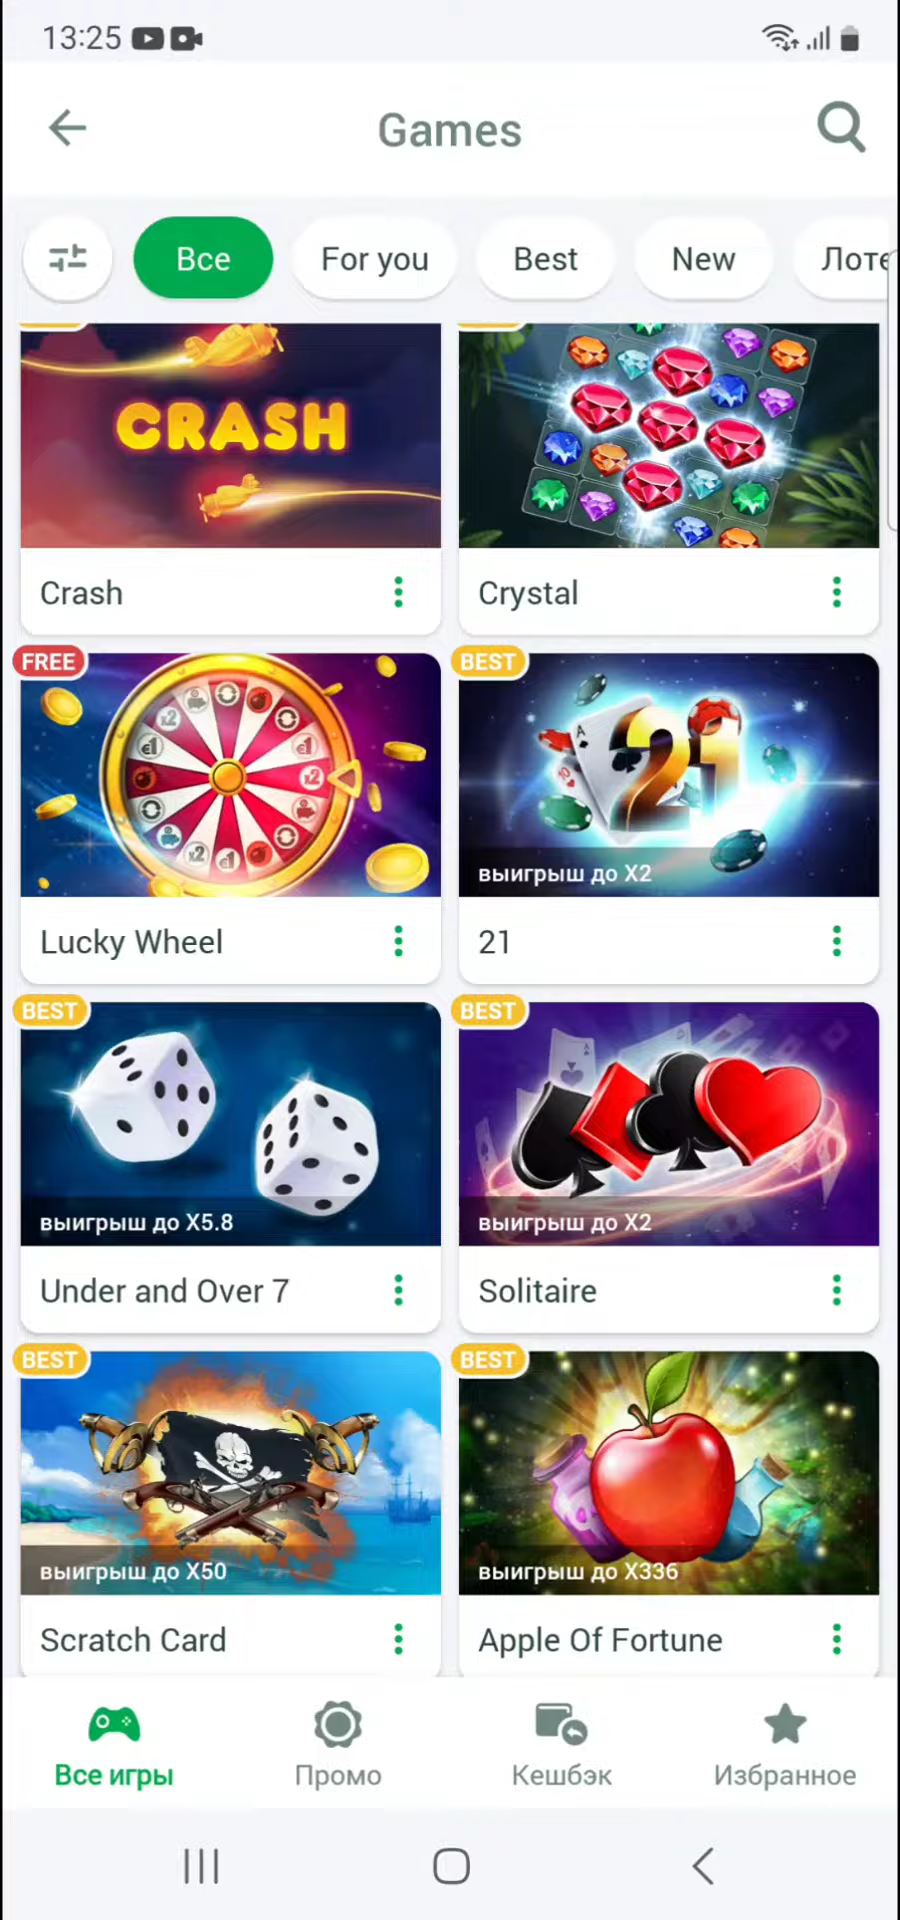 13:25
Games
Все
For you
Best
New
Лоте
CRASH
Crash
Crystal
FREE
BEST
21
выигрыш до X2
Lucky Wheel
21
BEST
BEST
выигрыш до X5.8
выигрыш до X2
Under and Over 7
Solitaire
BEST
BEST
выигрыш до X50
выигрыш до X336
Scratch Card
Apple Of Fortune
Все игры
Промо
Кешбэк
Избранное